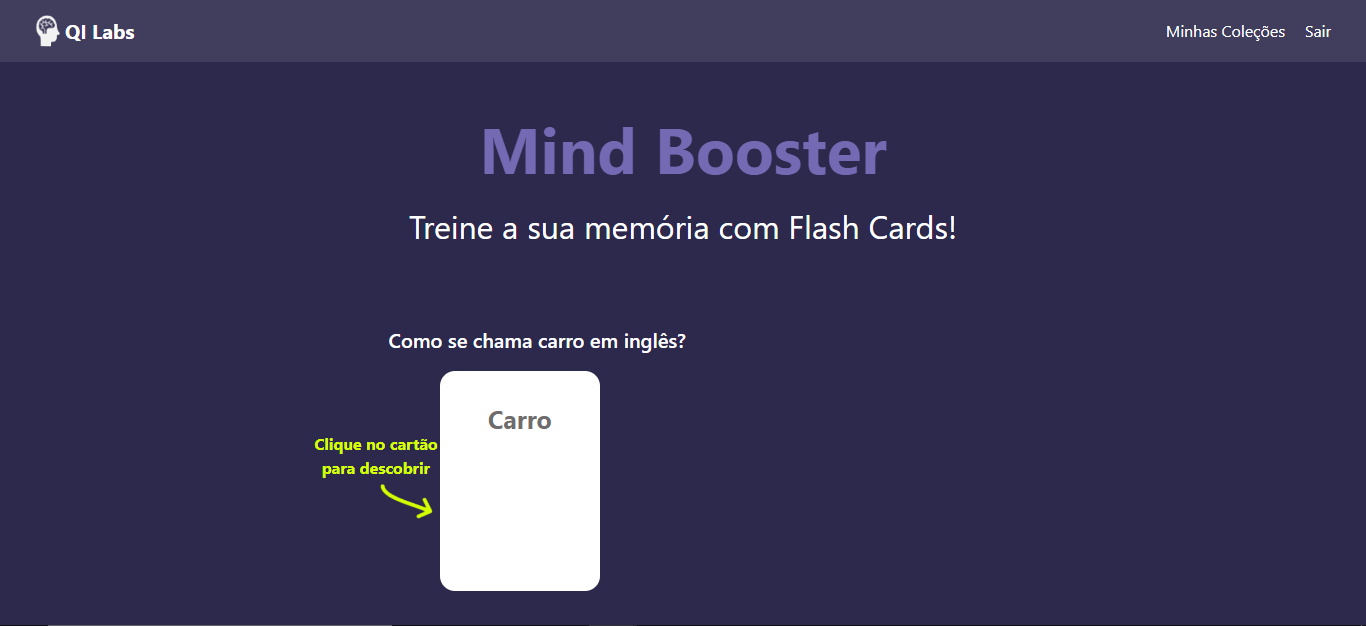 QI Labs
Minhas Coleções
Sair
Mind Booster
Treine a sua memória com Flash Cards!
Como se chama carro em inglês?
Carro
Clique no cartão
para descobrir